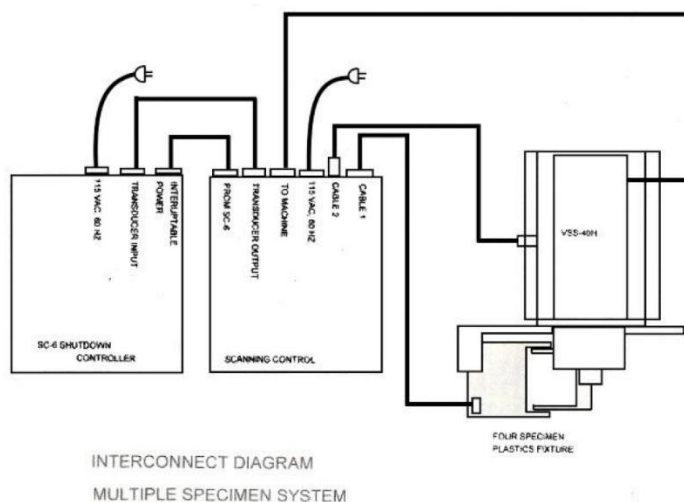 115 VAC, 60 HZ
TRANSDUCER INPUT
INTERUPTABLE
POWER
SC-6 SHUTDOWN
CONTROLLER
FROM SC-6
TRANSDUCER OUTPUT
TO MACHINE
115 VAC, 60 HZ
CABLE 2
CABLE 1
SCANNING CONTROL
VSS-40H
FOUR SPECIMEN
PLASTICS FIXTURE
INTERCONNECT DIAGRAM
MULTIPLE SPECIMEN SYSTEM